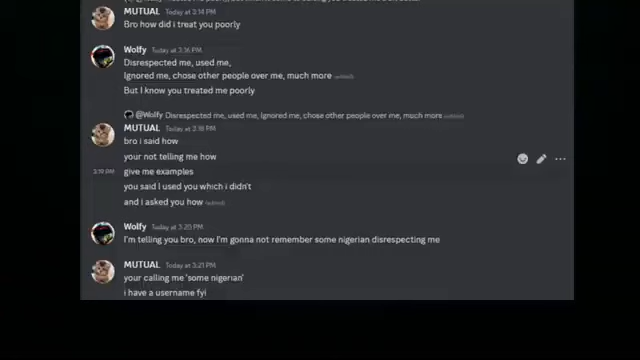 MUTUAL Today at 3:14 PM
Bro how did i treat you poorly
Wolfy Today at 3:16 PM
Disrespected me, used me,
Ignored me, chose other people over me, much more (edited)
But I know you treated me poorly
@Wolfy Disrespected me, used me, Ignored me, chose other people over me, much more (edited)
MUTUAL Today at 3:18 PM
bro i said how
your not telling me how
3:19 PM give me examples
you said I used you which i didn't
and i asked you how (edited)
Wolfy Today at 3:20 PM
I'm telling you bro, now I'm gonna not remember some nigerian disrespecting me
MUTUAL Today at 3:21 PM
your calling me 'some nigerian'
i have a username fyi